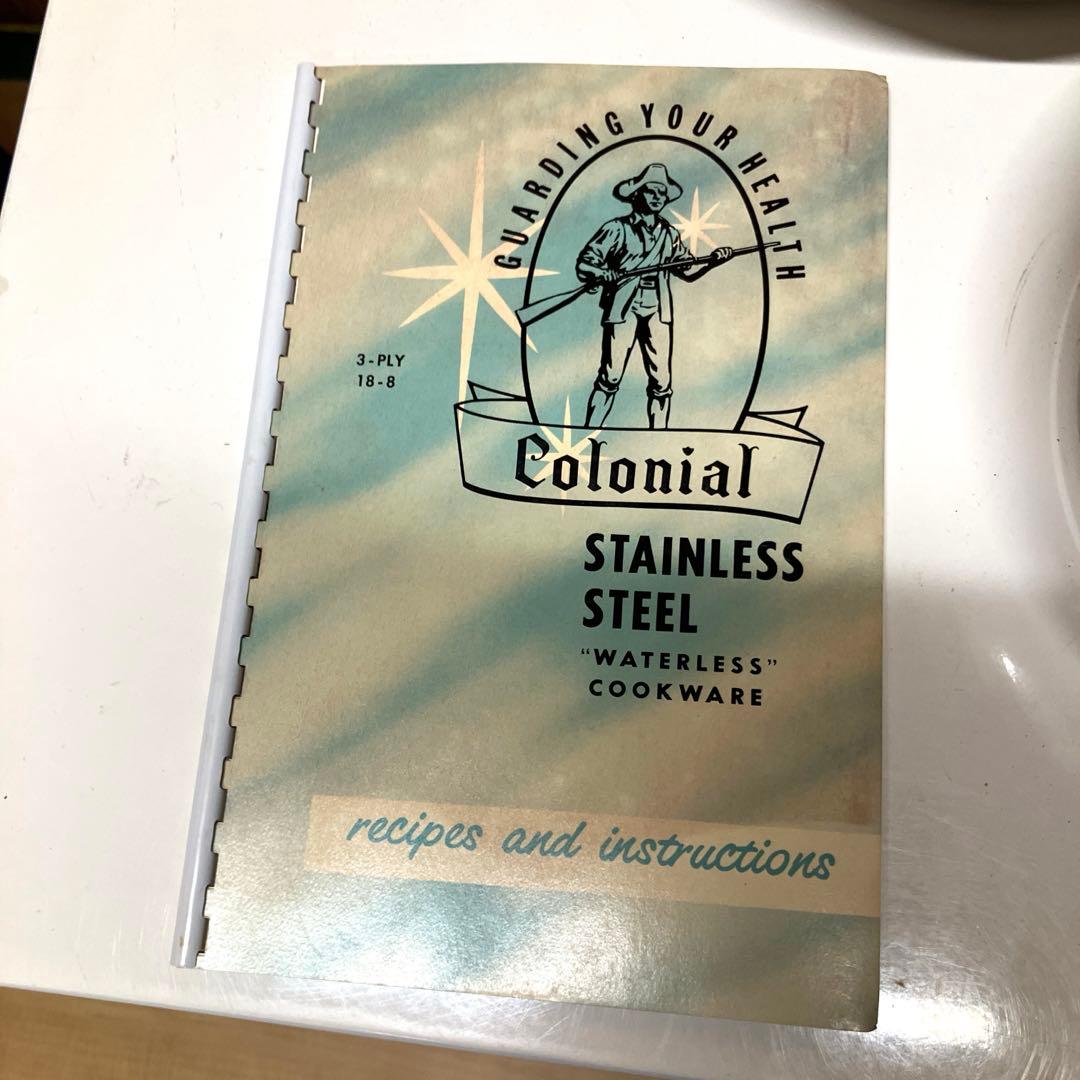 GUARDING YOUR HEALTH
3-PLY
18-8
Colonial
STAINLESS
STEEL
“WATERLESS”
COOKWARE
recipes and instructions